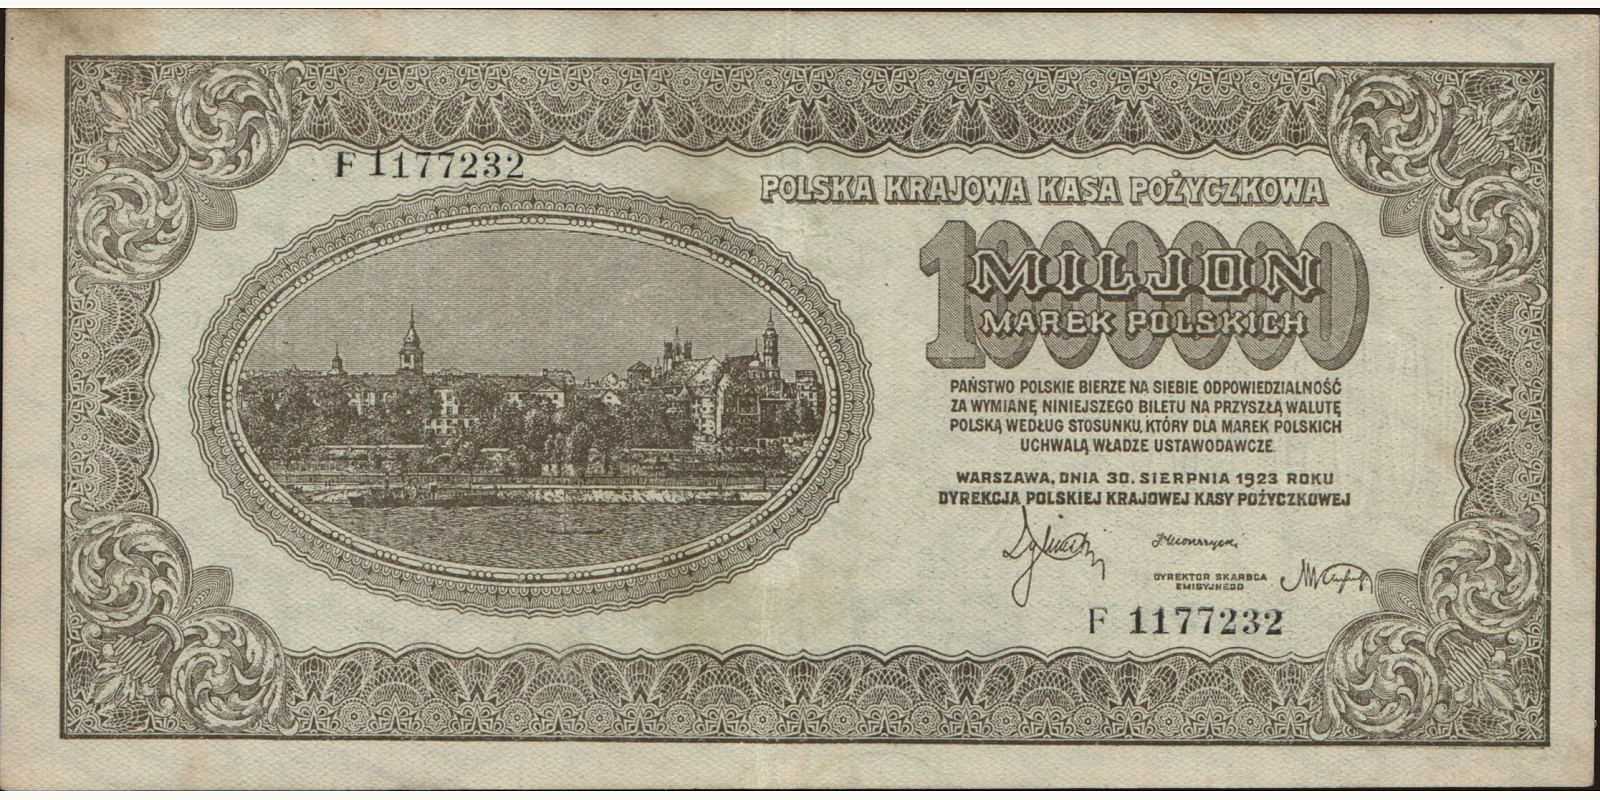 F 1177232
POLSKA KRAJOWA KASA POŻYCZKOWA
1000000
MILJON
MAREK POLSKICH
PAŃSTWO POLSKIE BIERZE NA SIEBIE ODPOWIEDZIALNOŚĆ
ZA WYMIANĘ NINIEJSZEGO BILETU NA PRZYSZŁĄ WALUTĘ
POLSKĄ WEDŁUG STOSUNKU, KTÓRY DLA MAREK POLSKICH
UCHWALĄ WŁADZE USTAWODAWCZE.
WARSZAWA, DNIA 30. SIERPNIA 1923 ROKU
DYREKCJA POLSKIEJ KRAJOWEJ KASY POŻYCZKOWEJ
DYREKTOR SKARBCA
EMISYJNEGO
F 1177232